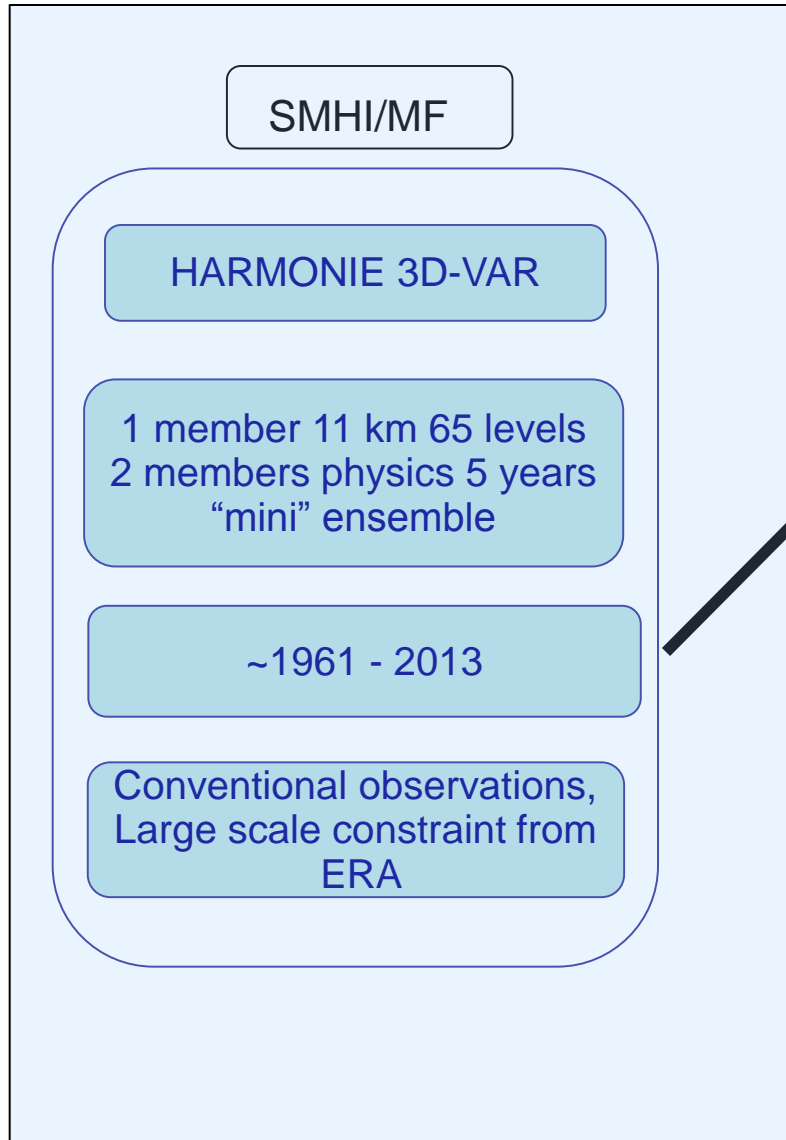 SMHI/MF
HARMONIE 3D-VAR
1 member 11 km 65 levels
2 members physics 5 years
“mini” ensemble
~1961 - 2013
Conventional observations,
Large scale constraint from
ERA